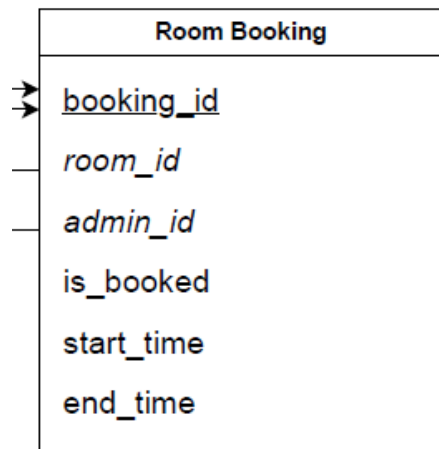 Room Booking
booking_id
room_id
admin_id
is_booked
start_time
end_time